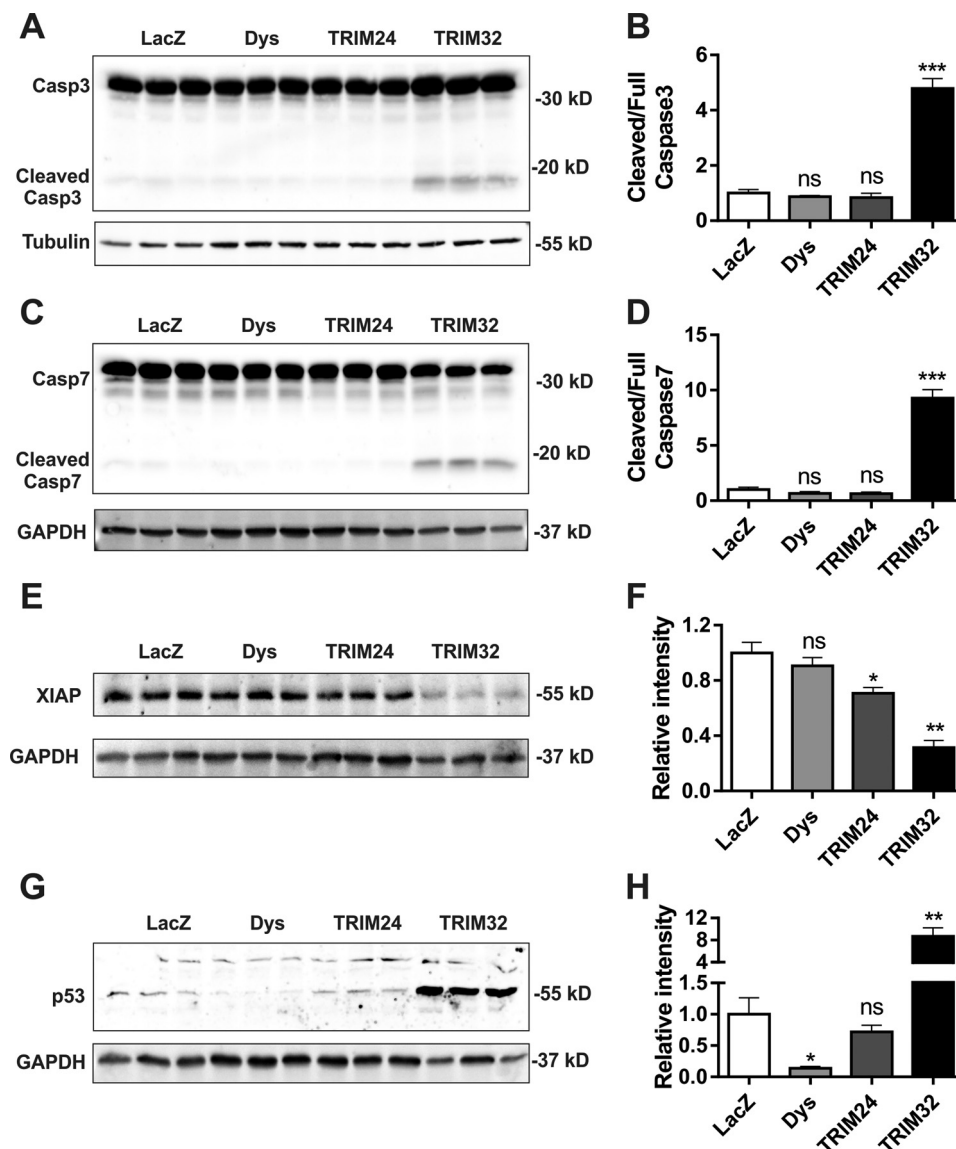 A
LacZ Dys TRIM24 TRIM32
Casp3
-30 kD
-20 kD
Cleaved
Casp3
Tubulin
-55 kD
B
Cleaved/Full
Caspase3
6
4
2
0
ns
ns
***
LacZ
Dys
TRIM24
TRIM32
C
LacZ Dys TRIM24 TRIM32
Casp7
-30 kD
-20 kD
Cleaved
Casp7
GAPDH
-37 kD
D
Cleaved/Full
Caspase7
15
10
5
0
ns
ns
***
LacZ
Dys
TRIM24
TRIM32
E
LacZ Dys TRIM24 TRIM32
XIAP
-55 kD
GAPDH
-37 kD
F
Relative intensity
1.2
0.8
0.4
0.0
ns
*
**
LacZ
Dys
TRIM24
TRIM32
G
LacZ Dys TRIM24 TRIM32
p53
-55 kD
GAPDH
-37 kD
H
Relative intensity
12
8
4
1.5
1.0
0.5
0.0
*
ns
**
LacZ
Dys
TRIM24
TRIM32